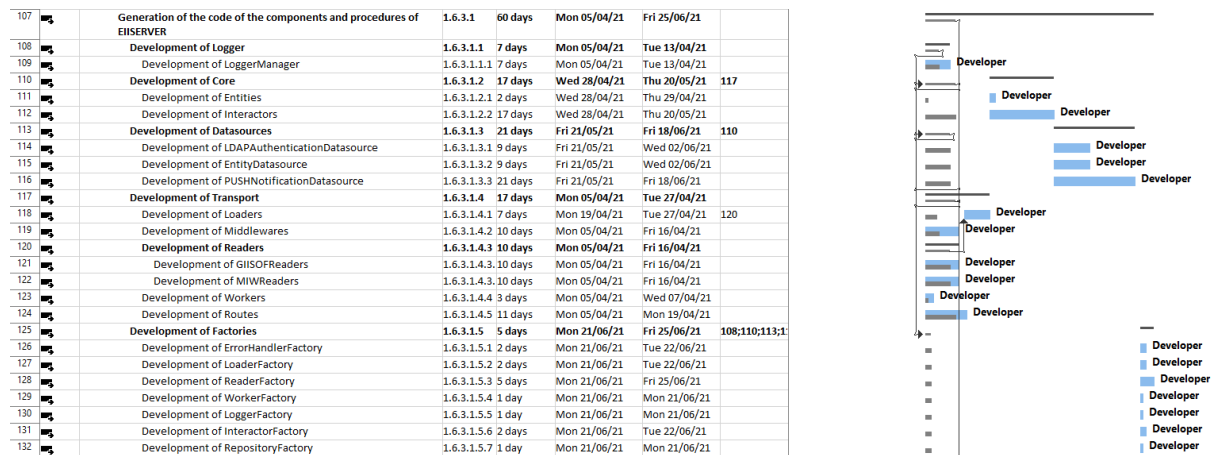 107 Generation of the code of the components and procedures of 1.6.3.1 60 days Mon 05/04/21 Fri 25/06/21
EIISERVER
108 Development of Logger 1.6.3.1.1 7 days Mon 05/04/21 Tue 13/04/21
109 Development of LoggerManager 1.6.3.1.1.1 7 days Mon 05/04/21 Tue 13/04/21 Developer
110 Development of Core 1.6.3.1.2 17 days Wed 28/04/21 Thu 20/05/21 117
111 Development of Entities 1.6.3.1.2.1 2 days Wed 28/04/21 Thu 29/04/21 Developer
112 Development of Interactors 1.6.3.1.2.2 17 days Wed 28/04/21 Thu 20/05/21 Developer
113 Development of Datasources 1.6.3.1.3 21 days Fri 21/05/21 Fri 18/06/21 110
114 Development of LDAPAuthenticationDatasource 1.6.3.1.3.1 9 days Fri 21/05/21 Wed 02/06/21 Developer
115 Development of EntityDatasource 1.6.3.1.3.2 9 days Fri 21/05/21 Wed 02/06/21 Developer
116 Development of PUSHNotificationDatasource 1.6.3.1.3.3 21 days Fri 21/05/21 Fri 18/06/21 Developer
117 Development of Transport 1.6.3.1.4 17 days Mon 05/04/21 Tue 27/04/21
118 Development of Loaders 1.6.3.1.4.1 7 days Mon 19/04/21 Tue 27/04/21 120 Developer
119 Development of Middlewares 1.6.3.1.4.2 10 days Mon 05/04/21 Fri 16/04/21 Developer
120 Development of Readers 1.6.3.1.4.3 10 days Mon 05/04/21 Fri 16/04/21
121 Development of GIISOFReaders 1.6.3.1.4.3. 10 days Mon 05/04/21 Fri 16/04/21 Developer
122 Development of MIWReaders 1.6.3.1.4.3. 10 days Mon 05/04/21 Fri 16/04/21 Developer
123 Development of Workers 1.6.3.1.4.4 3 days Mon 05/04/21 Wed 07/04/21 Developer
124 Development of Routes 1.6.3.1.4.5 11 days Mon 05/04/21 Mon 19/04/21 Developer
125 Development of Factories 1.6.3.1.5 5 days Mon 21/06/21 Fri 25/06/21 108;110;113;1
126 Development of ErrorHandlerFactory 1.6.3.1.5.1 2 days Mon 21/06/21 Tue 22/06/21 Developer
127 Development of LoaderFactory 1.6.3.1.5.2 2 days Mon 21/06/21 Tue 22/06/21 Developer
128 Development of ReaderFactory 1.6.3.1.5.3 5 days Mon 21/06/21 Fri 25/06/21 Developer
129 Development of WorkerFactory 1.6.3.1.5.4 1 day Mon 21/06/21 Mon 21/06/21 Developer
130 Development of LoggerFactory 1.6.3.1.5.5 1 day Mon 21/06/21 Mon 21/06/21 Developer
131 Development of InteractorFactory 1.6.3.1.5.6 2 days Mon 21/06/21 Tue 22/06/21 Developer
132 Development of RepositoryFactory 1.6.3.1.5.7 1 day Mon 21/06/21 Mon 21/06/21 Developer